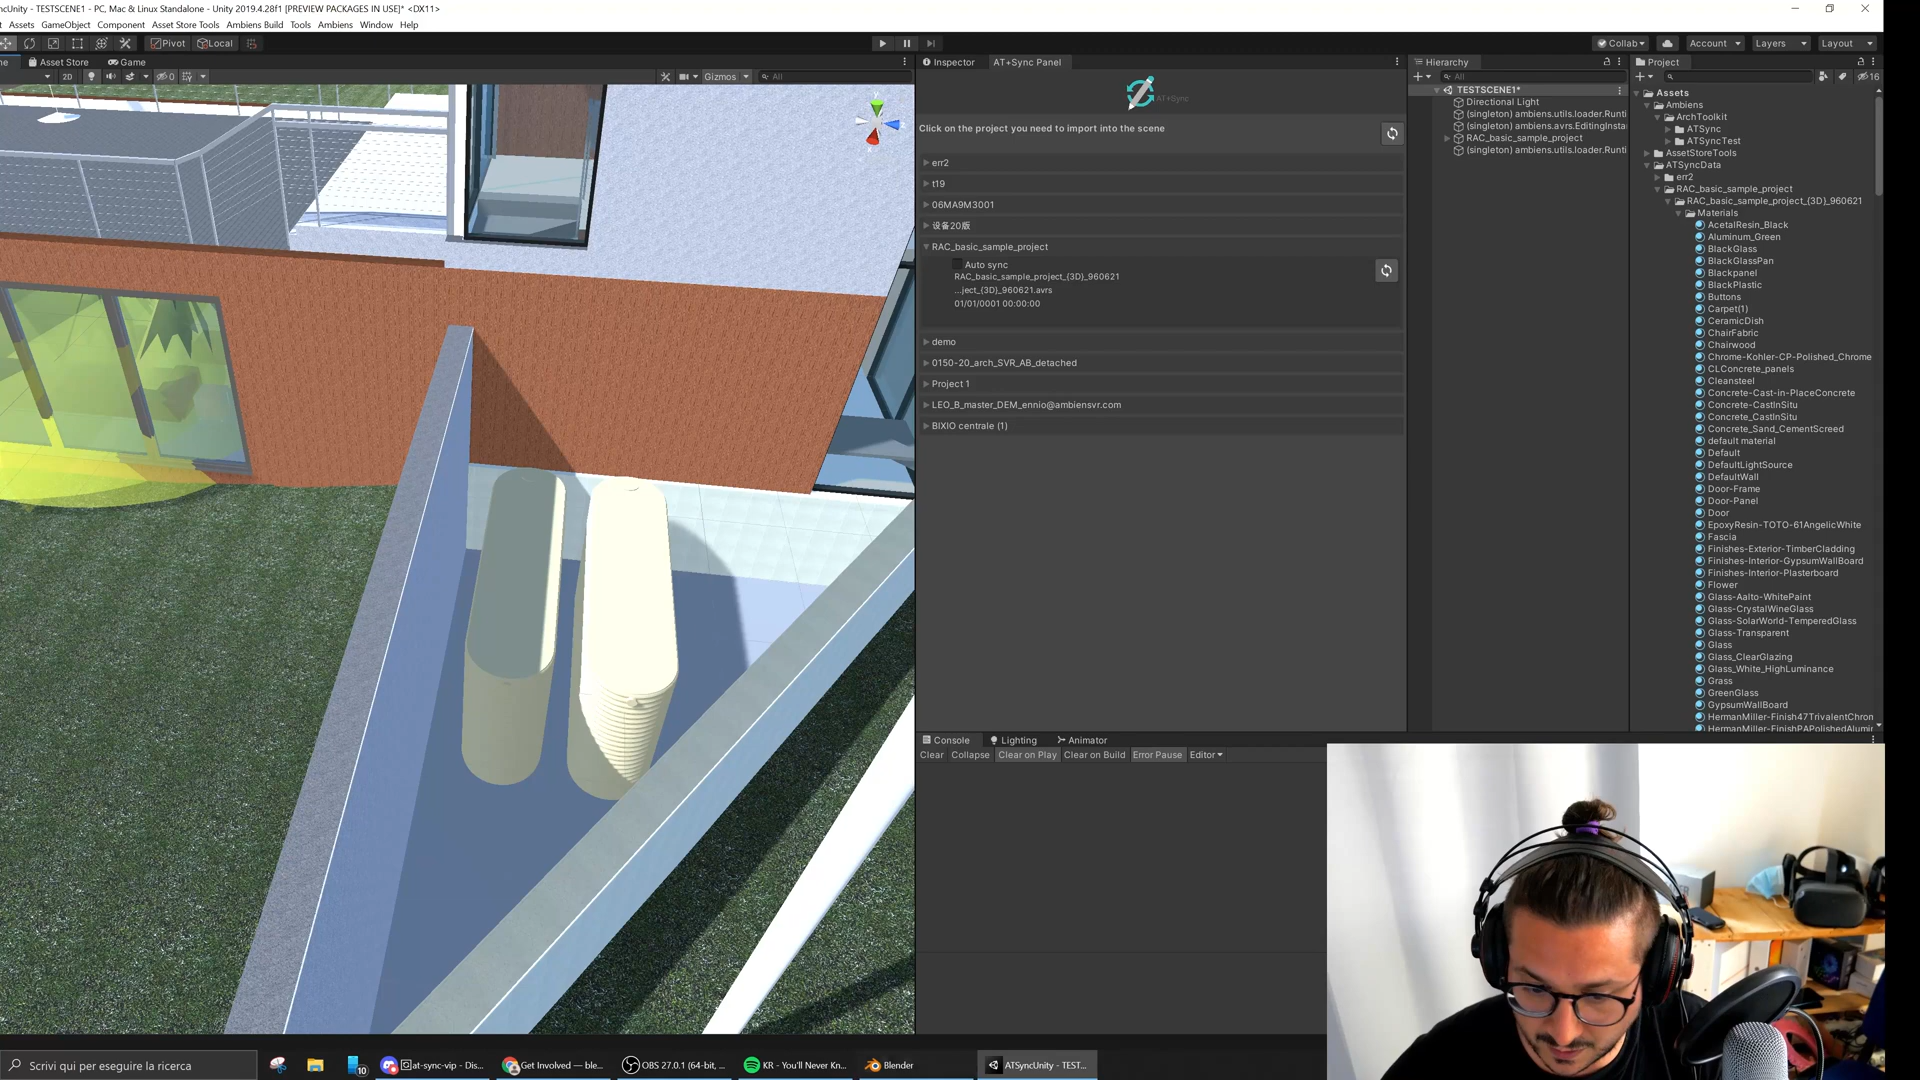 ncUnity - TESTSCENE1 - PC, Mac & Linux Standalone - Unity 2019.4.28f1 [PREVIEW PACKAGES IN USE]* <DX11>
t Assets GameObject Component Asset Store Tools Ambiens Build Tools Ambiens Window Help
Pivot Local Collab Account Layers Layout
ne Asset Store Game
2D 0 Gizmos All
Inspector AT+Sync Panel
AT+Sync
Click on the project you need to import into the scene
err2
t19
06MA9M3001
设备20版
RAC_basic_sample_project
Auto sync
RAC_basic_sample_project_{3D}_960621
...ject_{3D}_960621.avrs
01/01/0001 00:00:00
demo
0150-20_arch_SVR_AB_detached
Project 1
LEO_B_master_DEM_ennio@ambiensvr.com
BIXIO centrale (1)
Hierarchy
All
TESTSCENE1*
Directional Light
(singleton) ambiens.utils.loader.Runti
(singleton) ambiens.avrs.EditingInsta
RAC_basic_sample_project
(singleton) ambiens.utils.loader.Runti
Project
16
Assets
Ambiens
ArchToolkit
ATSync
ATSyncTest
AssetStoreTools
ATSyncData
err2
RAC_basic_sample_project
RAC_basic_sample_project_{3D}_960621
Materials
AcetalResin_Black
Aluminum_Green
BlackGlass
BlackGlassPan
Blackpanel
BlackPlastic
Buttons
Carpet(1)
CeramicDish
ChairFabric
Chairwood
Chrome-Kohler-CP-Polished_Chrome
CLConcrete_panels
Cleansteel
Concrete-Cast-in-PlaceConcrete
Concrete-CastInSitu
Concrete_CastInSitu
Concrete_Sand_CementScreed
default material
Default
DefaultLightSource
DefaultWall
Door-Frame
Door-Panel
Door
EpoxyResin-TOTO-61AngelicWhite
Fascia
Finishes-Exterior-TimberCladding
Finishes-Interior-GypsumWallBoard
Finishes-Interior-Plasterboard
Flower
Glass-Aalto-WhitePaint
Glass-CrystalWineGlass
Glass-SolarWorld-TemperedGlass
Glass-Transparent
Glass
Glass_ClearGlazing
Glass_White_HighLuminance
Grass
GreenGlass
GypsumWallBoard
HermanMiller-Finish47TrivalentChron
HermanMiller-FinishPAPolishedAlumir
Console Lighting Animator
Clear Collapse Clear on Play Clear on Build Error Pause Editor
Scrivi qui per eseguire la ricerca
10
at-sync-vip - Dis...
Get Involved — ble...
OBS 27.0.1 (64-bit, ...
KR - You'll Never Kn...
Blender
ATSyncUnity - TEST...